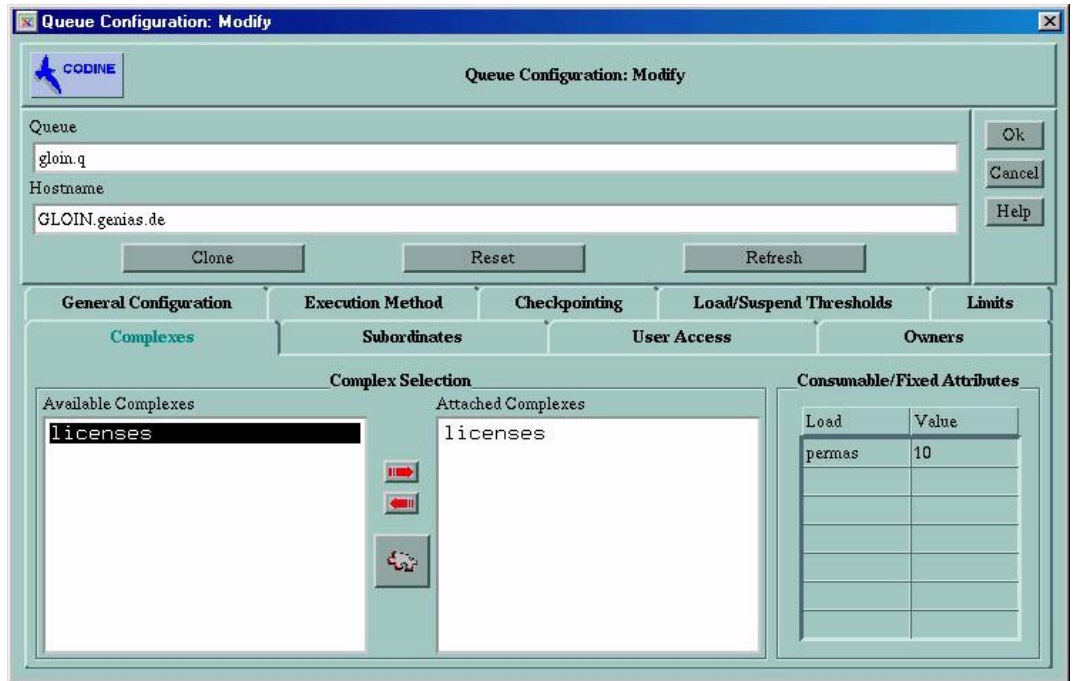 Queue Configuration: Modify
CODINE
Queue Configuration: Modify
Queue
gloin.q
Hostname
GLOIN.genias.de
Clone Reset Refresh
Ok
Cancel
Help
General Configuration Execution Method Checkpointing Load/Suspend Thresholds Limits
Complexes Subordinates User Access Owners
Complex Selection
Available Complexes
licenses
Attached Complexes
licenses
Consumable/Fixed Attributes
Load Value
permas 10